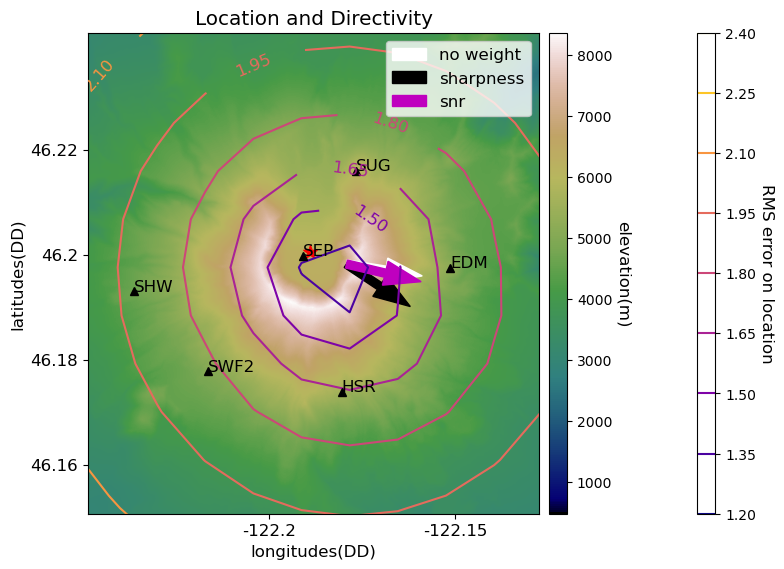 Location and Directivity
no weight
sharpness
snr
2.10
1.95
1.80
1.65
1.50
SUG
SEP
EDM
SHW
SWF2
HSR
46.22
46.2
46.18
46.16
latitudes(DD)
-122.2
-122.15
longitudes(DD)
8000
7000
6000
5000
4000
3000
2000
1000
elevation(m)
2.40
2.25
2.10
1.95
1.80
1.65
1.50
1.35
1.20
RMS error on location